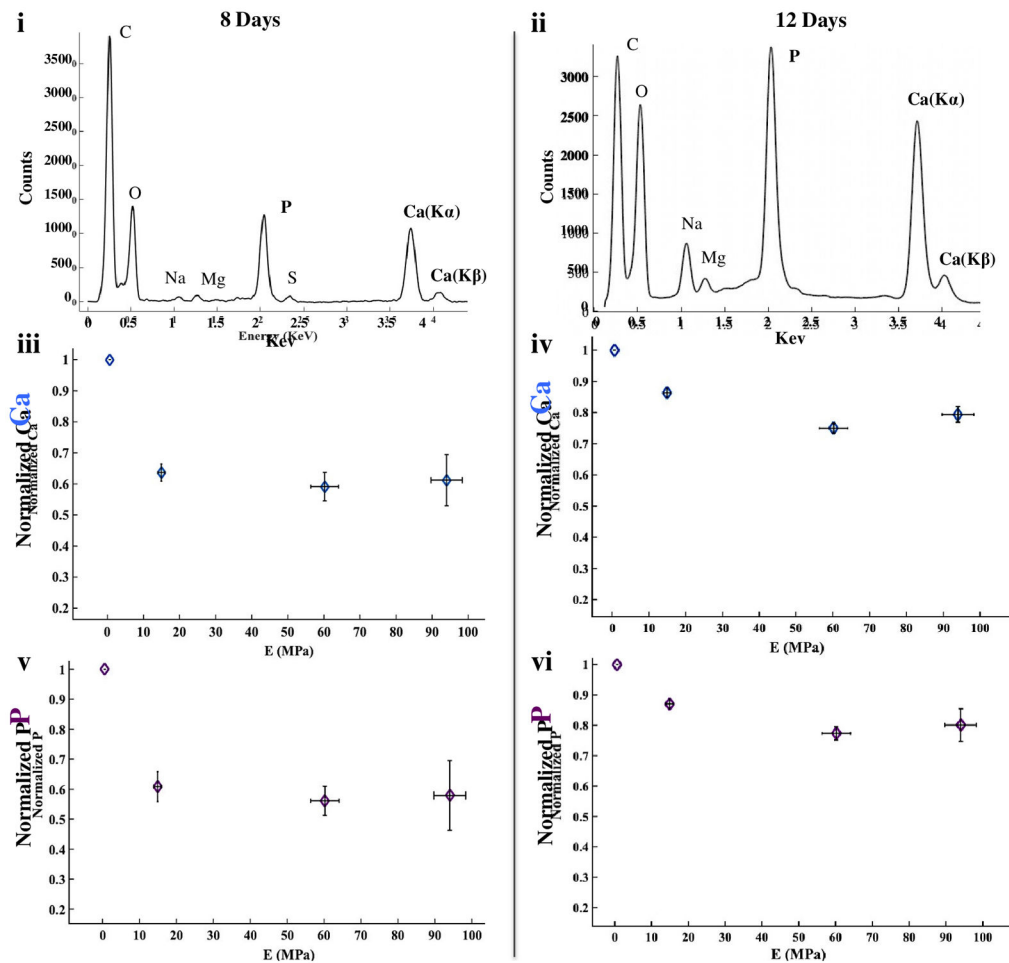 i
8 Days
C
O
Na
Mg
P
S
Ca(Kα)
Ca(Kβ)
Counts
3500
3000
2500
2000
1500
1000
500
0
0 0.5 1 1.5 2 2.5 3 3.5 4
Energy (KeV)
Kev
ii
12 Days
C
O
Na
Mg
P
Ca(Kα)
Ca(Kβ)
Counts
3000
2500
2000
1500
1000
500
0
0 0.5 1 1.5 2 2.5 3 3.5 4
Kev
iii
Ca
Normalized Ca
Normalized Ca
1
0.9
0.8
0.7
0.6
0.5
0.4
0.3
0.2
0 10 20 30 40 50 60 70 80 90 100
E (MPa)
iv
Ca
Normalized Ca
Normalized Ca
1
0.9
0.8
0.7
0.6
0.5
0.4
0.3
0.2
0 10 20 30 40 50 60 70 80 90 100
E (MPa)
v
P
Normalized P
Normalized P
1
0.9
0.8
0.7
0.6
0.5
0.4
0.3
0.2
0 10 20 30 40 50 60 70 80 90 100
E (MPa)
vi
P
Normalized P
Normalized P
1
0.9
0.8
0.7
0.6
0.5
0.4
0.3
0.2
0 10 20 30 40 50 60 70 80 90 100
E (MPa)